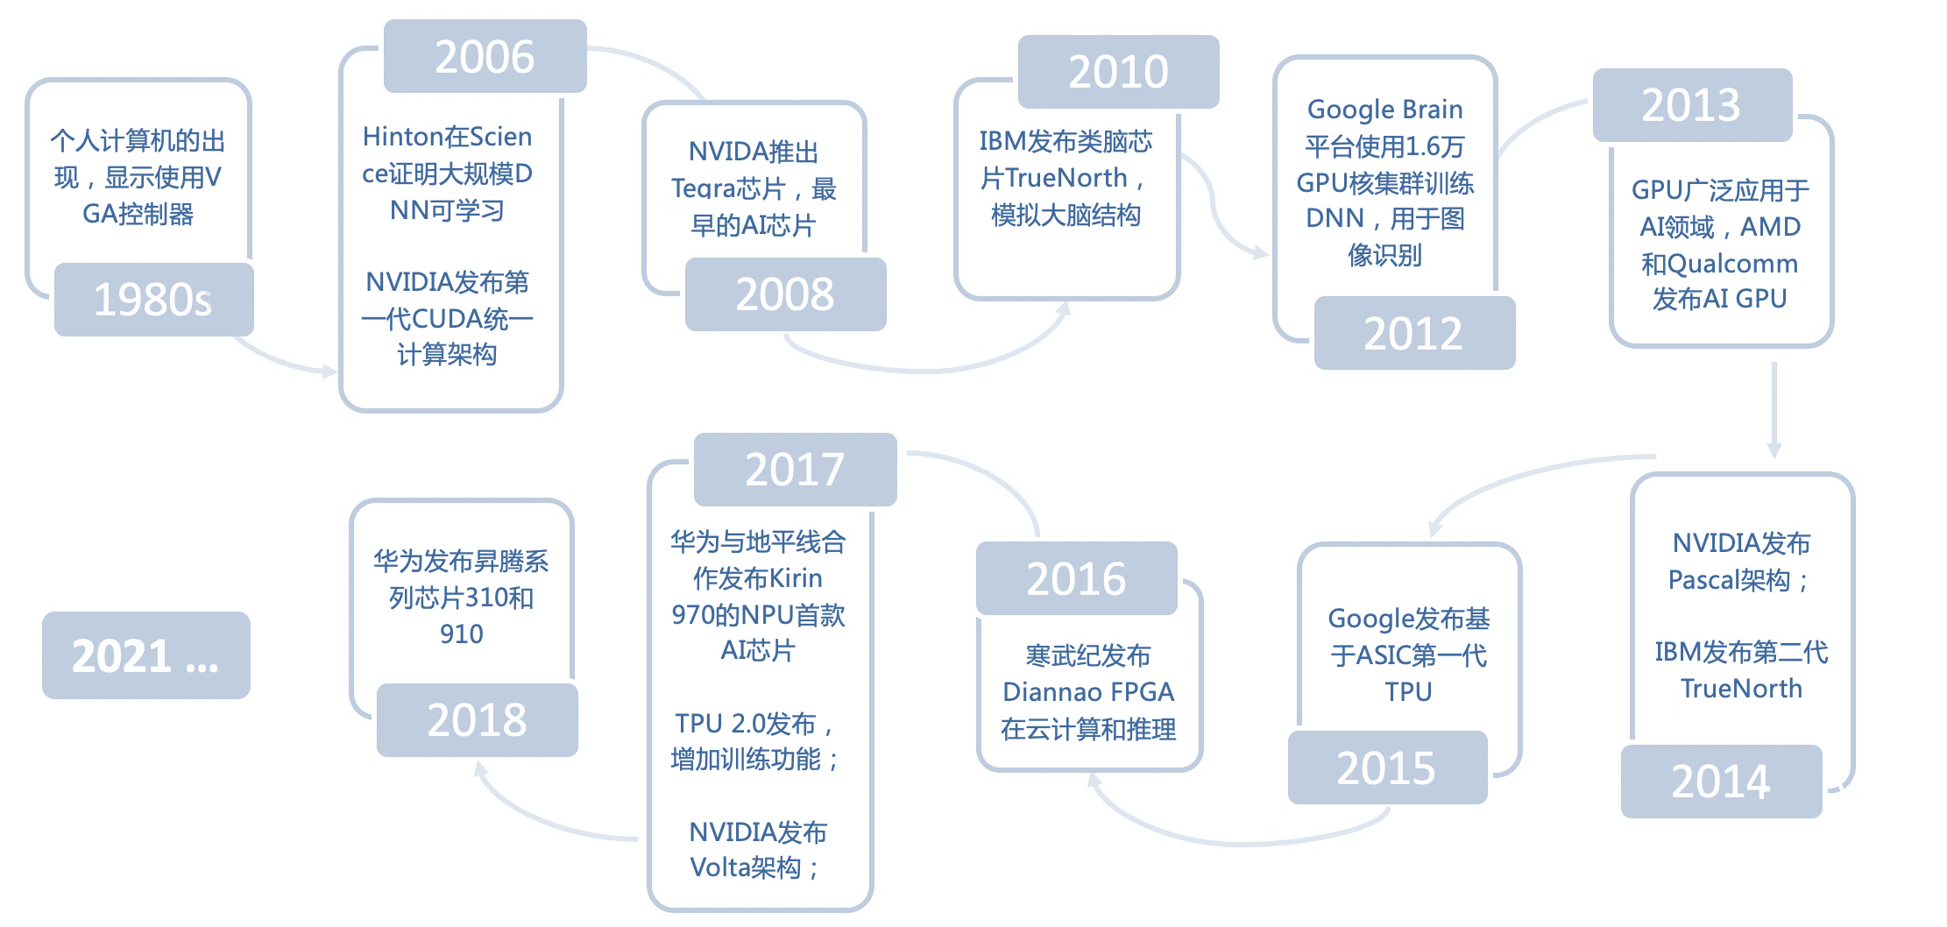 1980s
个人计算机的出
现，显示使用V
GA控制器
2006
Hinton在Scien
ce证明大规模D
NN可学习
NVIDIA发布第
一代CUDA统一
计算架构
NVIDA推出
Tegra芯片，最
早的AI芯片
2008
2010
IBM发布类脑芯
片TrueNorth，
模拟大脑结构
Google Brain
平台使用1.6万
GPU核集群训练
DNN，用于图
像识别
2012
2013
GPU广泛应用于
AI领域，AMD
和Qualcomm
发布AI GPU
NVIDIA发布
Pascal架构；
IBM发布第二代
TrueNorth
2014
Google发布基
于ASIC第一代
TPU
2015
2016
寒武纪发布
Diannao FPGA
在云计算和推理
2017
华为与地平线合
作发布Kirin
970的NPU首款
AI芯片
TPU 2.0发布，
增加训练功能；
NVIDIA发布
Volta架构；
华为发布昇腾系
列芯片310和
910
2018
2021 ...